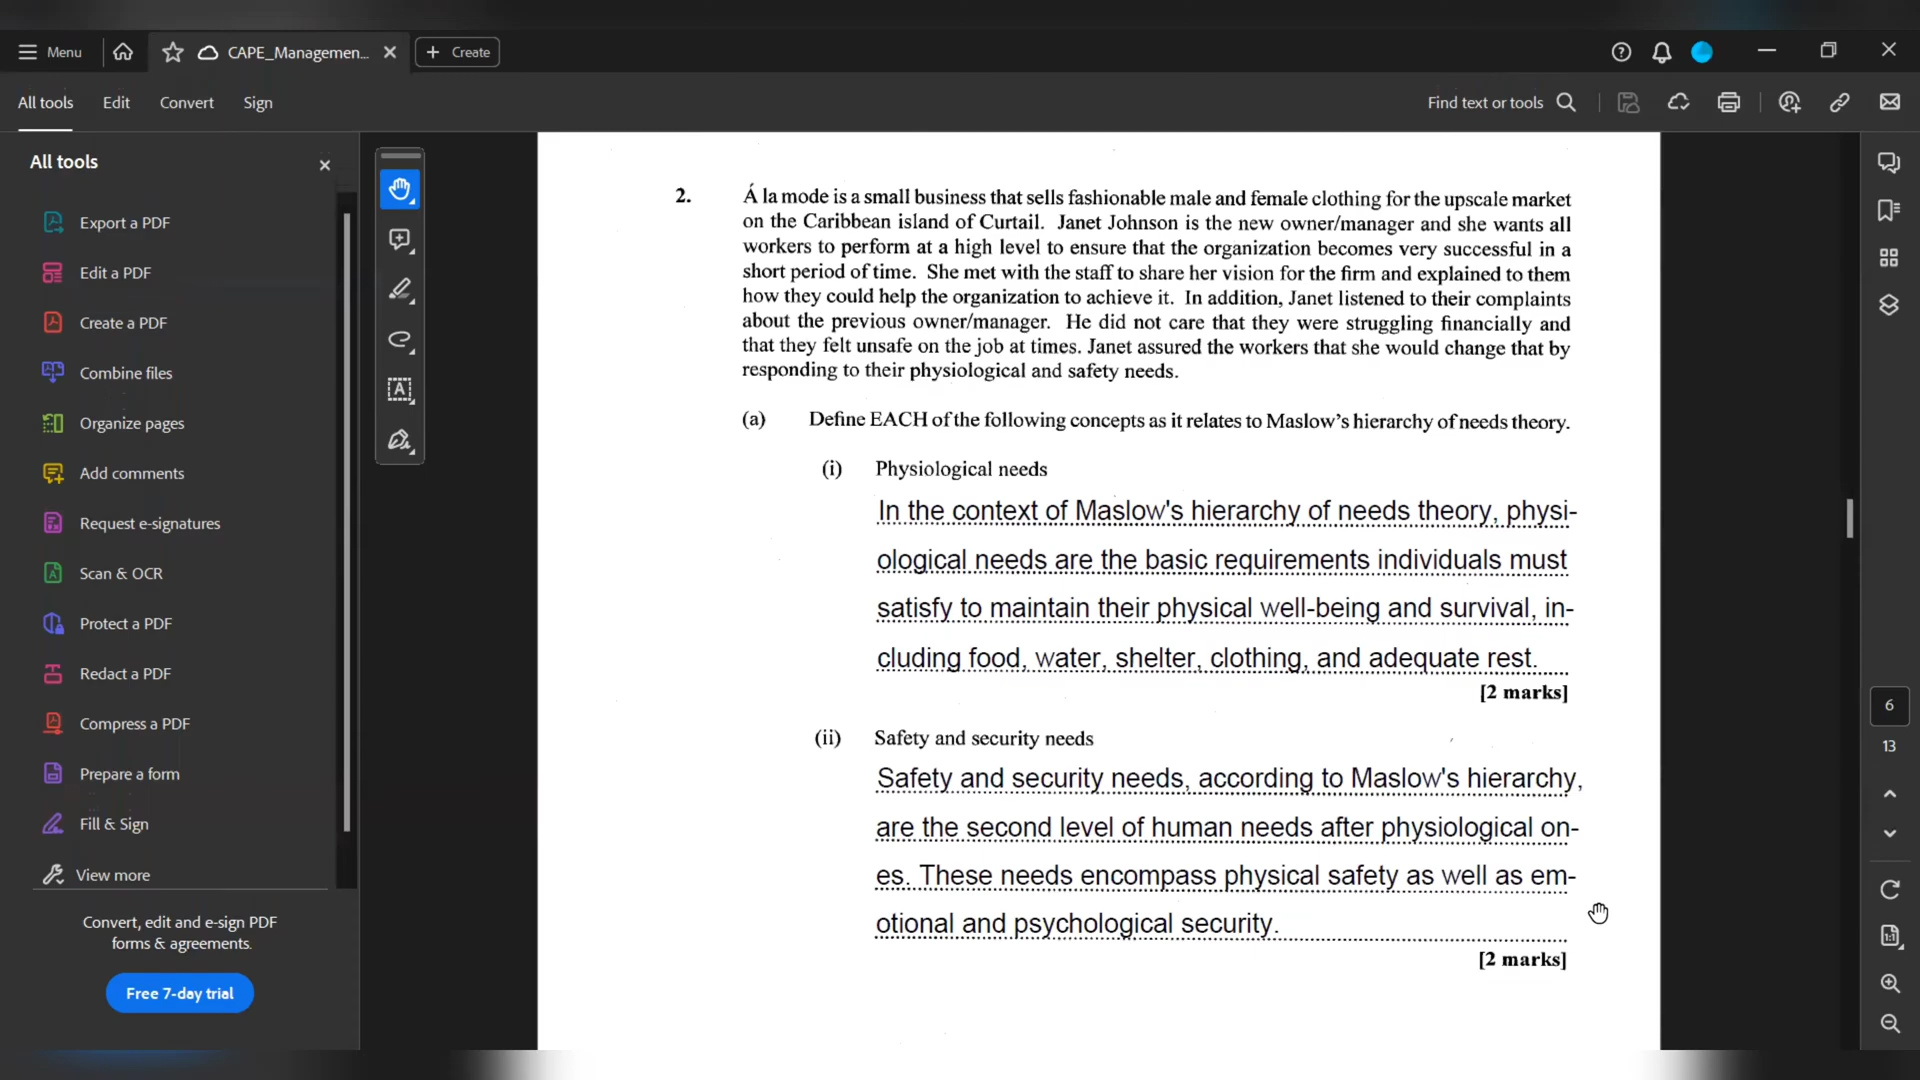 Menu
CAPE_Managemen...
Create
All tools
Edit
Convert
Sign
Find text or tools
All tools
Export a PDF
Edit a PDF
Create a PDF
Combine files
Organize pages
Add comments
Request e-signatures
Scan & OCR
Protect a PDF
Redact a PDF
Compress a PDF
Prepare a form
Fill & Sign
View more
Convert, edit and e-sign PDF
forms & agreements.
Free 7-day trial
2. Á la mode is a small business that sells fashionable male and female clothing for the upscale market
on the Caribbean island of Curtail. Janet Johnson is the new owner/manager and she wants all
workers to perform at a high level to ensure that the organization becomes very successful in a
short period of time. She met with the staff to share her vision for the firm and explained to them
how they could help the organization to achieve it. In addition, Janet listened to their complaints
about the previous owner/manager. He did not care that they were struggling financially and
that they felt unsafe on the job at times. Janet assured the workers that she would change that by
responding to their physiological and safety needs.
(a) Define EACH of the following concepts as it relates to Maslow's hierarchy of needs theory.
(i) Physiological needs
In the context of Maslow's hierarchy of needs theory, physi-
ological needs are the basic requirements individuals must
satisfy to maintain their physical well-being and survival, in-
cluding food, water, shelter, clothing, and adequate rest.
[2 marks]
(ii) Safety and security needs
Safety and security needs, according to Maslow's hierarchy,
are the second level of human needs after physiological on-
es. These needs encompass physical safety as well as em-
otional and psychological security.
[2 marks]
6
13
1:1